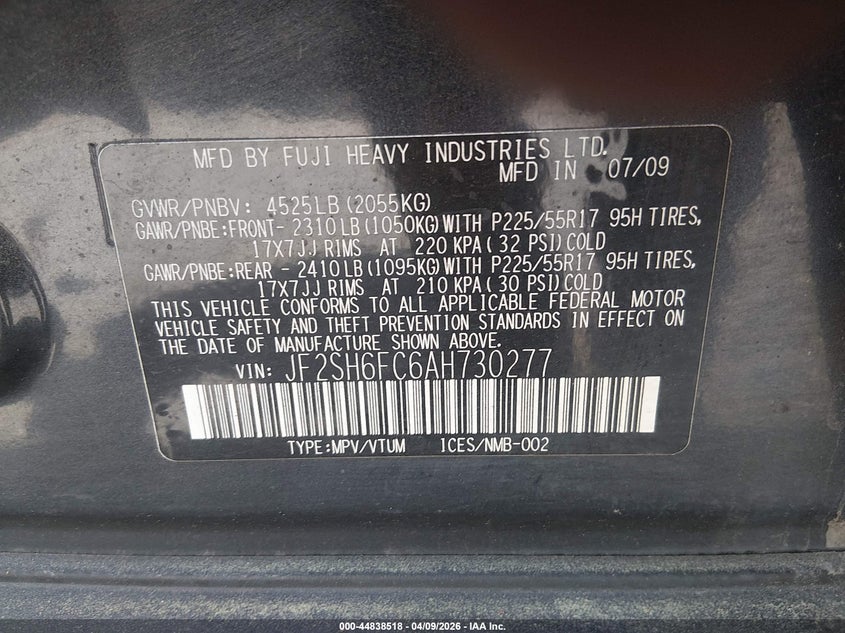 MFD BY FUJI HEAVY INDUSTRIES LTD.
MFD IN 07/09
GVWR/PNBV: 4525LB (2055KG)
GAWR/PNBE:FRONT- 2310LB(1050KG)WITH P225/55R17 95H TIRES,
17X7JJ RIMS AT 220 KPA( 32 PSI)COLD
GAWR/PNBE:REAR - 2410LB(1095KG)WITH P225/55R17 95H TIRES,
17X7JJ RIMS AT 210 KPA( 30 PSI)COLD
THIS VEHICLE CONFORMS TO ALL APPLICABLE FEDERAL MOTOR
VEHICLE SAFETY AND THEFT PREVENTION STANDARDS IN EFFECT ON
THE DATE OF MANUFACTURE SHOWN ABOVE.
VIN: JF2SH6FC6AH730277
TYPE:MPV/VTUM ICES/NMB-002
000-44838518 - 04/09/2026 - IAA Inc.